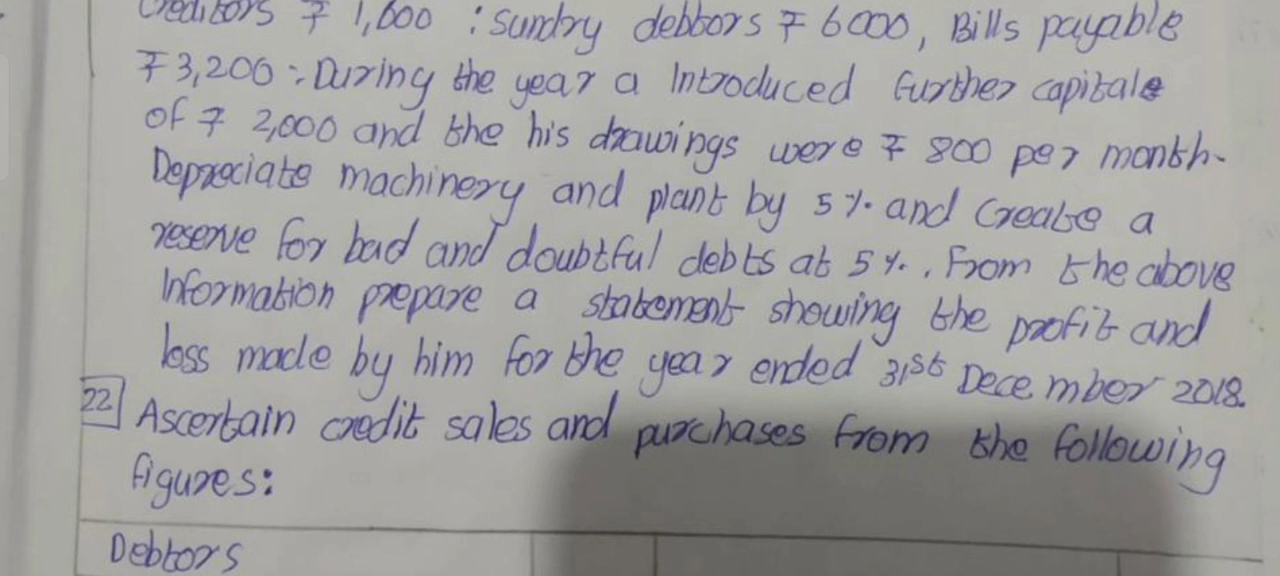 Creditors ₹ 1,600 : Sundry debbors ₹ 6000, Bills payable
₹3,200 :. During the year a Introduced further capitale
of ₹ 2,000 and the his drawings were ₹ 800 per month.
Depreciate machinery and plant by 5%. and Create a
reserve for bad and doubtful debts at 5%. . From the above
Information prepare a statement showing the profit and
loss made by him for the year ended 31st December 2018.
22 Ascertain credit sales and purchases from the following
figures:
Debtors